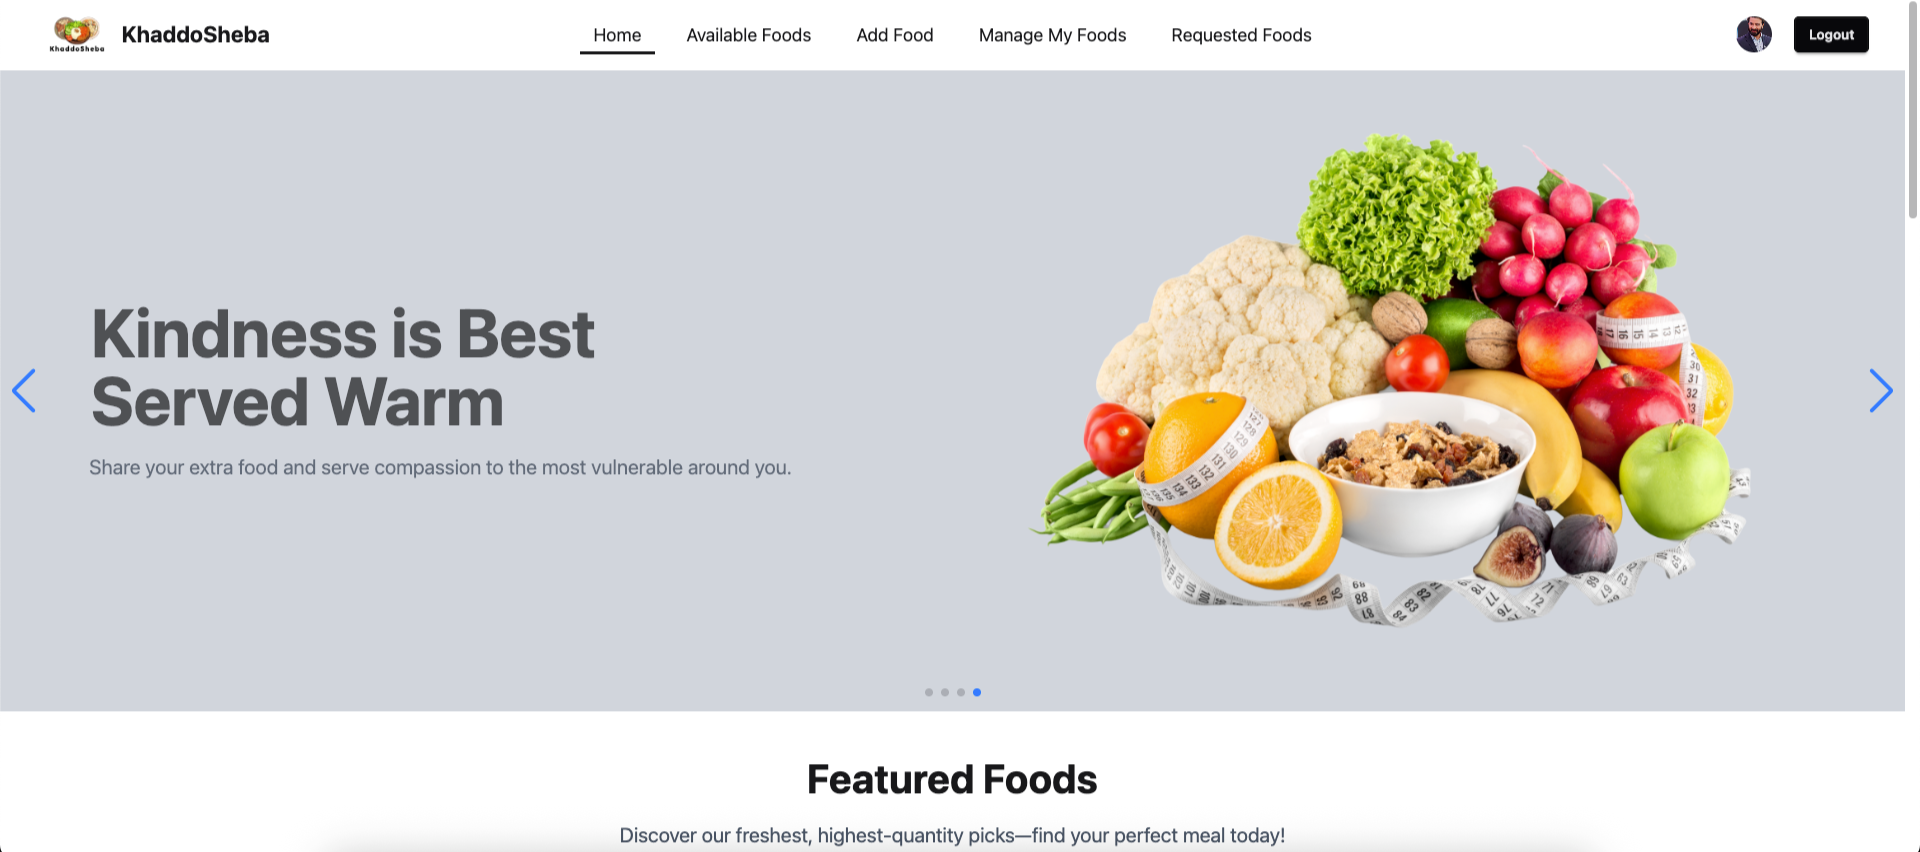 KhaddoSheba
KhaddoSheba
Home
Available Foods
Add Food
Manage My Foods
Requested Foods
Logout
Kindness is Best
Served Warm
Share your extra food and serve compassion to the most vulnerable around you.
Featured Foods
Discover our freshest, highest-quantity picks—find your perfect meal today!